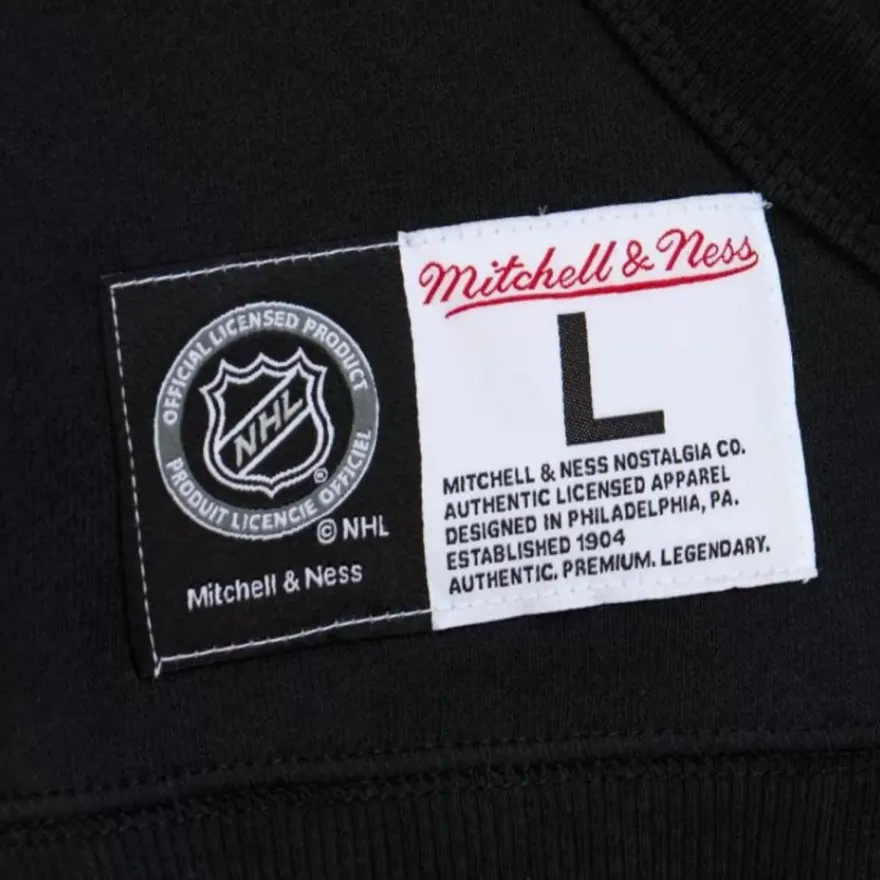 OFFICIAL LICENSED PRODUCT
NHL
®
PRODUIT LICENCIE OFFICIEL
© NHL
Mitchell & Ness
Mitchell & Ness
L
MITCHELL & NESS NOSTALGIA CO.
AUTHENTIC LICENSED APPAREL
DESIGNED IN PHILADELPHIA, PA.
ESTABLISHED 1904
AUTHENTIC. PREMIUM. LEGENDARY.